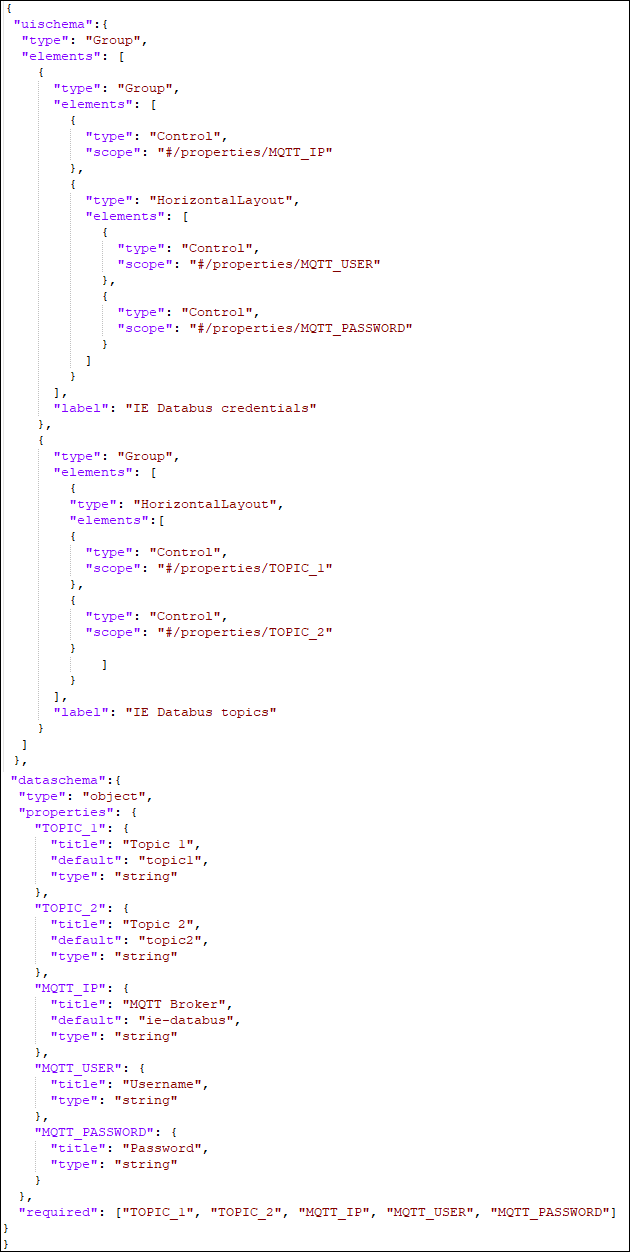 {
"uischema":{
"type": "Group",
"elements": [
{
"type": "Group",
"elements": [
{
"type": "Control",
"scope": "#/properties/MQTT_IP"
},
{
"type": "HorizontalLayout",
"elements": [
{
"type": "Control",
"scope": "#/properties/MQTT_USER"
},
{
"type": "Control",
"scope": "#/properties/MQTT_PASSWORD"
}
]
}
],
"label": "IE Databus credentials"
},
{
"type": "Group",
"elements": [
{
"type": "HorizontalLayout",
"elements":[
{
"type": "Control",
"scope": "#/properties/TOPIC_1"
},
{
"type": "Control",
"scope": "#/properties/TOPIC_2"
}
]
}
],
"label": "IE Databus topics"
}
]
},
"dataschema":{
"type": "object",
"properties": {
"TOPIC_1": {
"title": "Topic 1",
"default": "topic1",
"type": "string"
},
"TOPIC_2": {
"title": "Topic 2",
"default": "topic2",
"type": "string"
},
"MQTT_IP": {
"title": "MQTT Broker",
"default": "ie-databus",
"type": "string"
},
"MQTT_USER": {
"title": "Username",
"type": "string"
},
"MQTT_PASSWORD": {
"title": "Password",
"type": "string"
}
},
"required": ["TOPIC_1", "TOPIC_2", "MQTT_IP", "MQTT_USER", "MQTT_PASSWORD"]
}
}